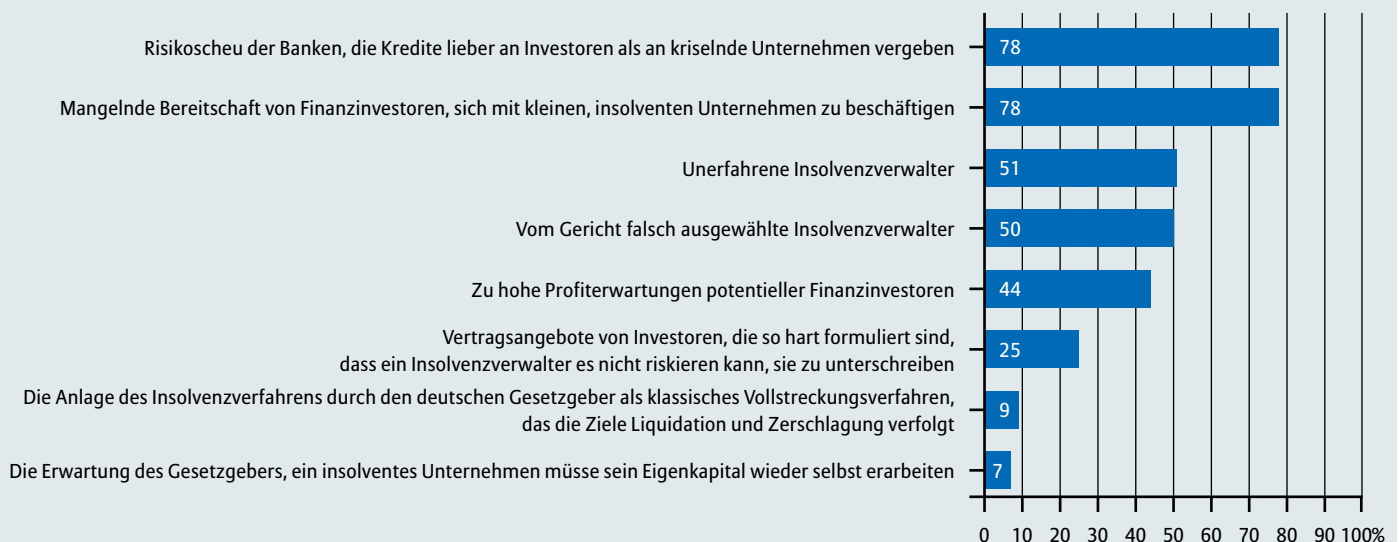 Risikoscheu der Banken, die Kredite lieber an Investoren als an kriselnde Unternehmen vergeben
78
Mangelnde Bereitschaft von Finanzinvestoren, sich mit kleinen, insolventen Unternehmen zu beschäftigen
78
Unerfahrene Insolvenzverwalter
51
Vom Gericht falsch ausgewählte Insolvenzverwalter
50
Zu hohe Profiterwartungen potentieller Finanzinvestoren
44
Vertragsangebote von Investoren, die so hart formuliert sind,
dass ein Insolvenzverwalter es nicht riskieren kann, sie zu unterschreiben
25
Die Anlage des Insolvenzverfahrens durch den deutschen Gesetzgeber als klassisches Vollstreckungsverfahren,
das die Ziele Liquidation und Zerschlagung verfolgt
9
Die Erwartung des Gesetzgebers, ein insolventes Unternehmen müsse sein Eigenkapital wieder selbst erarbeiten
7
0 10 20 30 40 50 60 70 80 90 100%